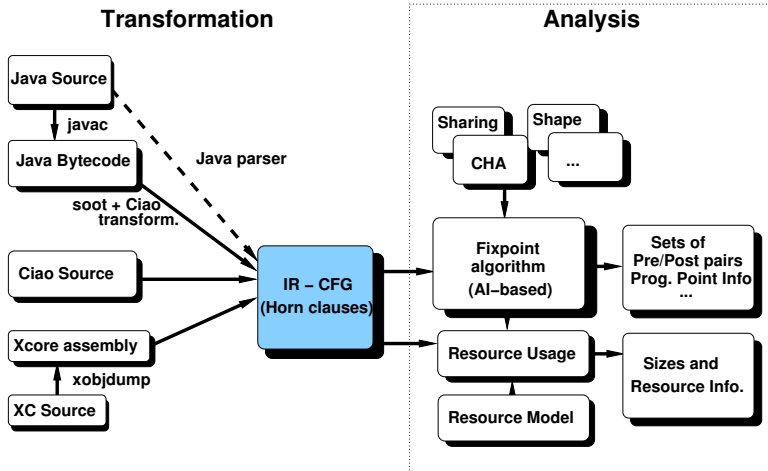 Transformation
Analysis
Java Source
javac
Java Bytecode
Java parser
soot + Ciao
transform.
Ciao Source
Xcore assembly
xobjdump
XC Source
IR − CFG
(Horn clauses)
Sharing
Shape
CHA
...
Fixpoint
algorithm
(AI−based)
Sets of
Pre/Post pairs
Prog. Point Info
...
Resource Usage
Sizes and
Resource Info.
Resource Model